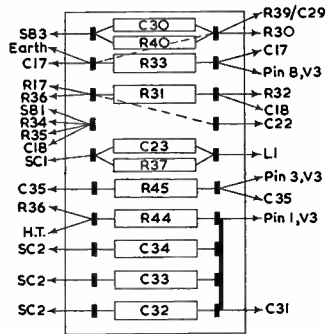 R39/C29
SB3 C30 R30
R40
Earth C17
C17 R33
Pin 8,V3
R17
R36 R31 R32
SB1 C18
R34 C22
R35
C18 C23 L1
SC1 R37
Pin 3,V3
C35 R45
C35
R36
R44 Pin 1,V3
H.T.
SC2 C34
SC2 C33
SC2 C32 C31